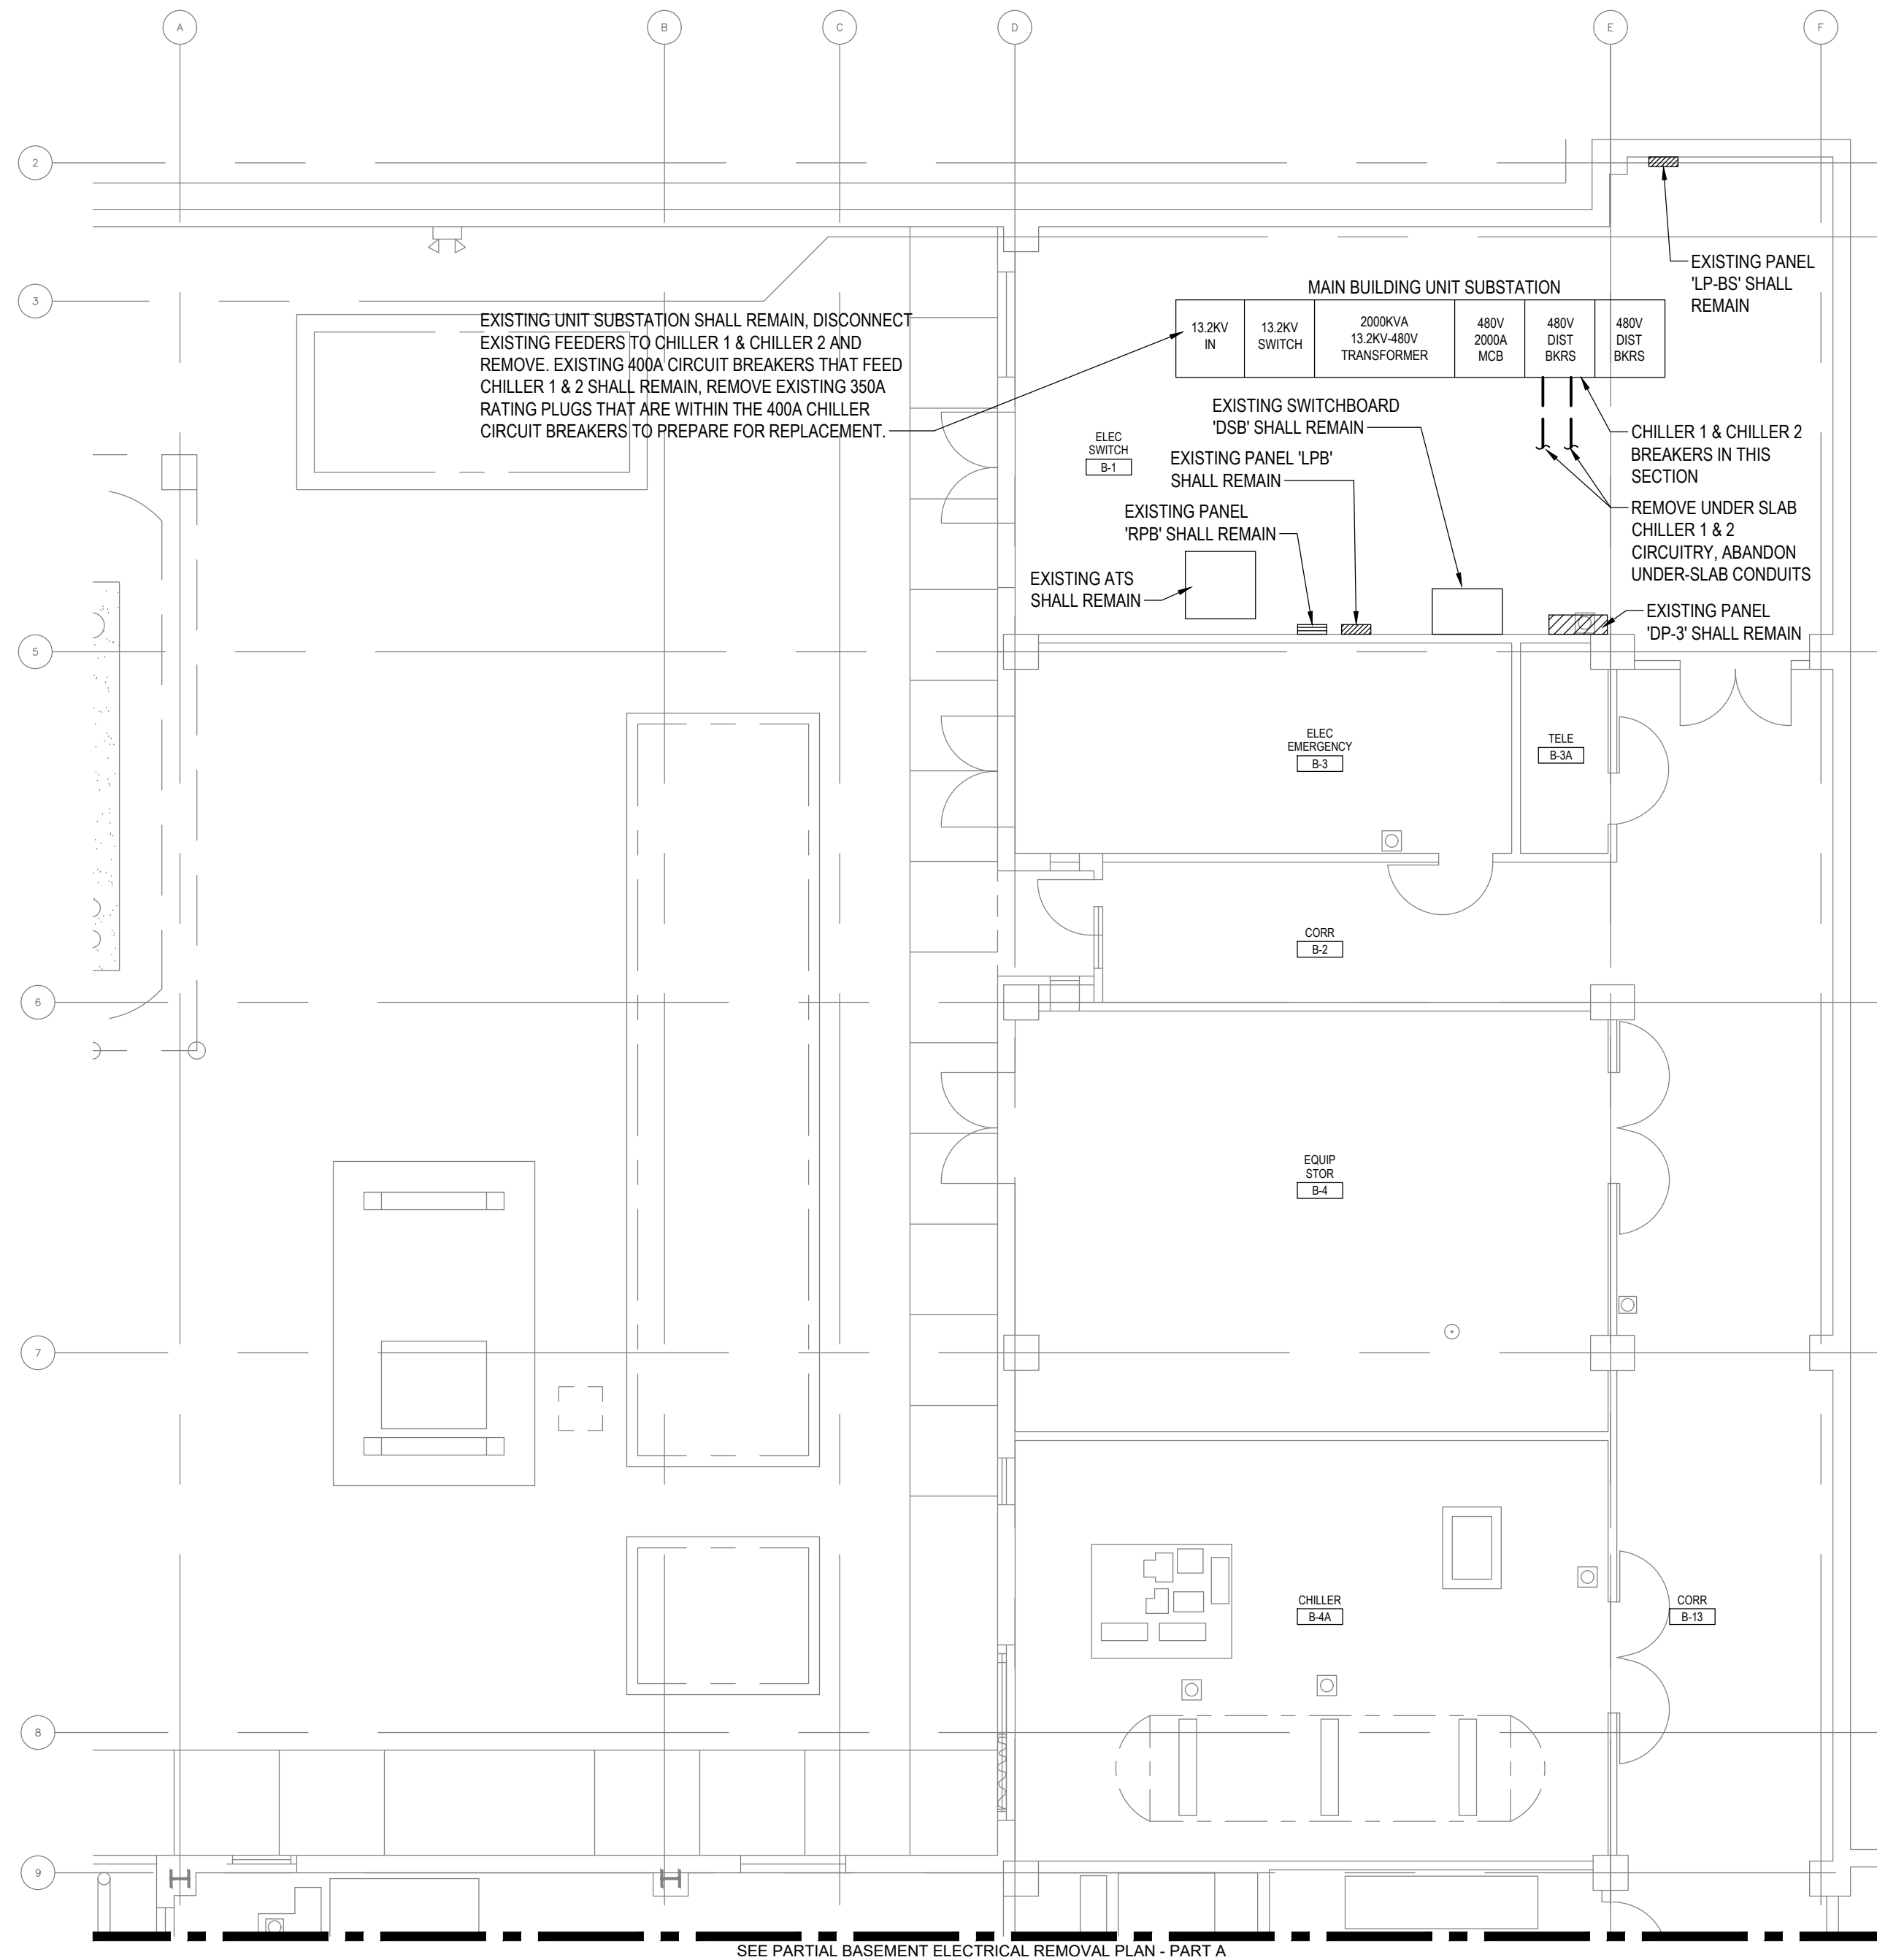 A
B
C
D
E
F
2
EXISTING PANEL
'LP-BS' SHALL
REMAIN
3
MAIN BUILDING UNIT SUBSTATION
13.2KV
IN
13.2KV
SWITCH
2000KVA
13.2KV-480V
TRANSFORMER
480V
2000A
MCB
480V
DIST
BKRS
480V
DIST
BKRS
EXISTING UNIT SUBSTATION SHALL REMAIN, DISCONNECT
EXISTING FEEDERS TO CHILLER 1 & CHILLER 2 AND
REMOVE. EXISTING 400A CIRCUIT BREAKERS THAT FEED
CHILLER 1 & 2 SHALL REMAIN, REMOVE EXISTING 350A
RATING PLUGS THAT ARE WITHIN THE 400A CHILLER
CIRCUIT BREAKERS TO PREPARE FOR REPLACEMENT.
EXISTING SWITCHBOARD
'DSB' SHALL REMAIN
ELEC
SWITCH
B-1
CHILLER 1 & CHILLER 2
BREAKERS IN THIS
SECTION
EXISTING PANEL 'LPB'
SHALL REMAIN
EXISTING PANEL
'RPB' SHALL REMAIN
REMOVE UNDER SLAB
CHILLER 1 & 2
CIRCUITRY, ABANDON
UNDER-SLAB CONDUITS
EXISTING ATS
SHALL REMAIN
EXISTING PANEL
'DP-3' SHALL REMAIN
5
ELEC
EMERGENCY
B-3
TELE
B-3A
CORR
B-2
6
EQUIP
STOR
B-4
7
CHILLER
B-4A
CORR
B-13
8
9
SEE PARTIAL BASEMENT ELECTRICAL REMOVAL PLAN - PART A